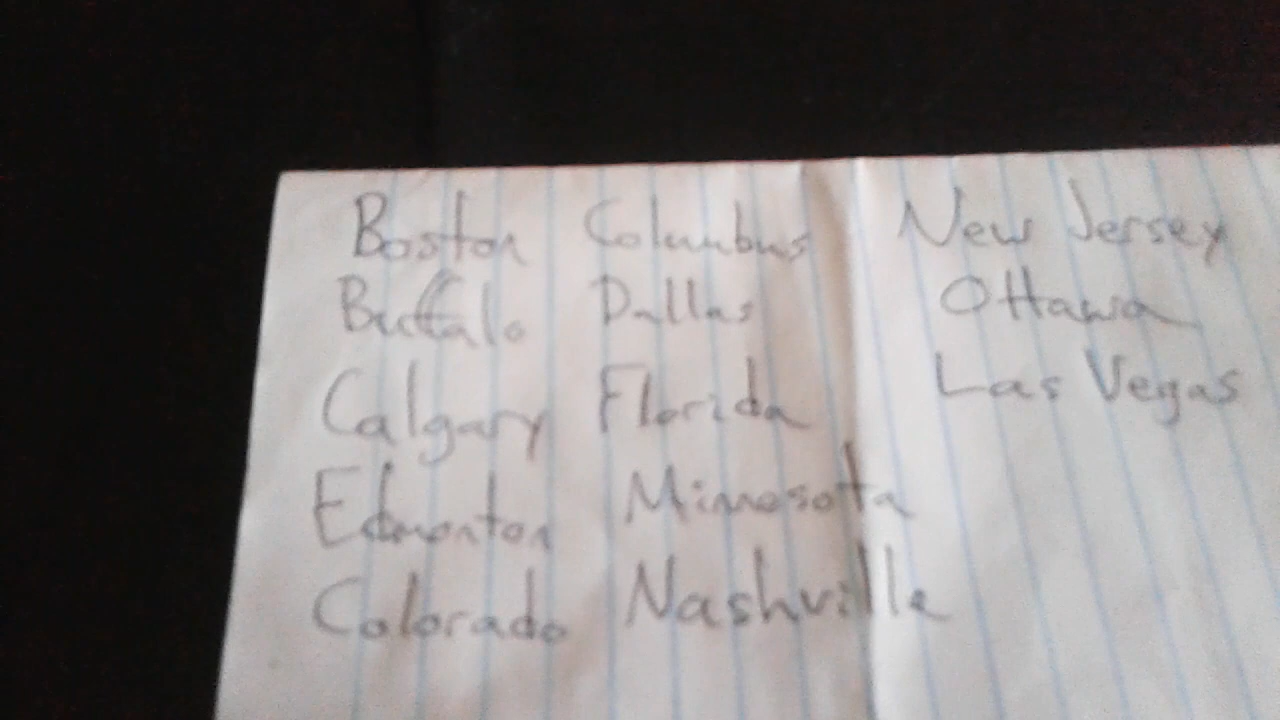 Boston Columbus New Jersey
Buffalo Dallas Ottawa
Calgary Florida Las Vegas
Edmonton Minnesota
Colorado Nashville